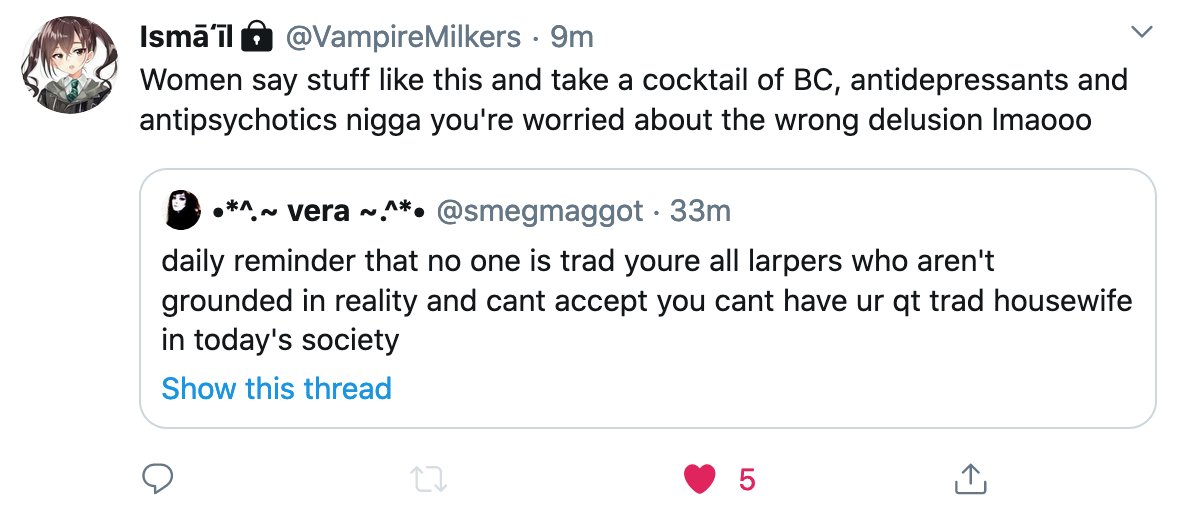 Ismā'īl 🔒 @VampireMilkers · 9m
Women say stuff like this and take a cocktail of BC, antidepressants and
antipsychotics nigga you're worried about the wrong delusion lmaooo
•*^.~ vera ~.^*• @smegmaggot · 33m
daily reminder that no one is trad youre all larpers who aren't
grounded in reality and cant accept you cant have ur qt trad housewife
in today's society
Show this thread
5